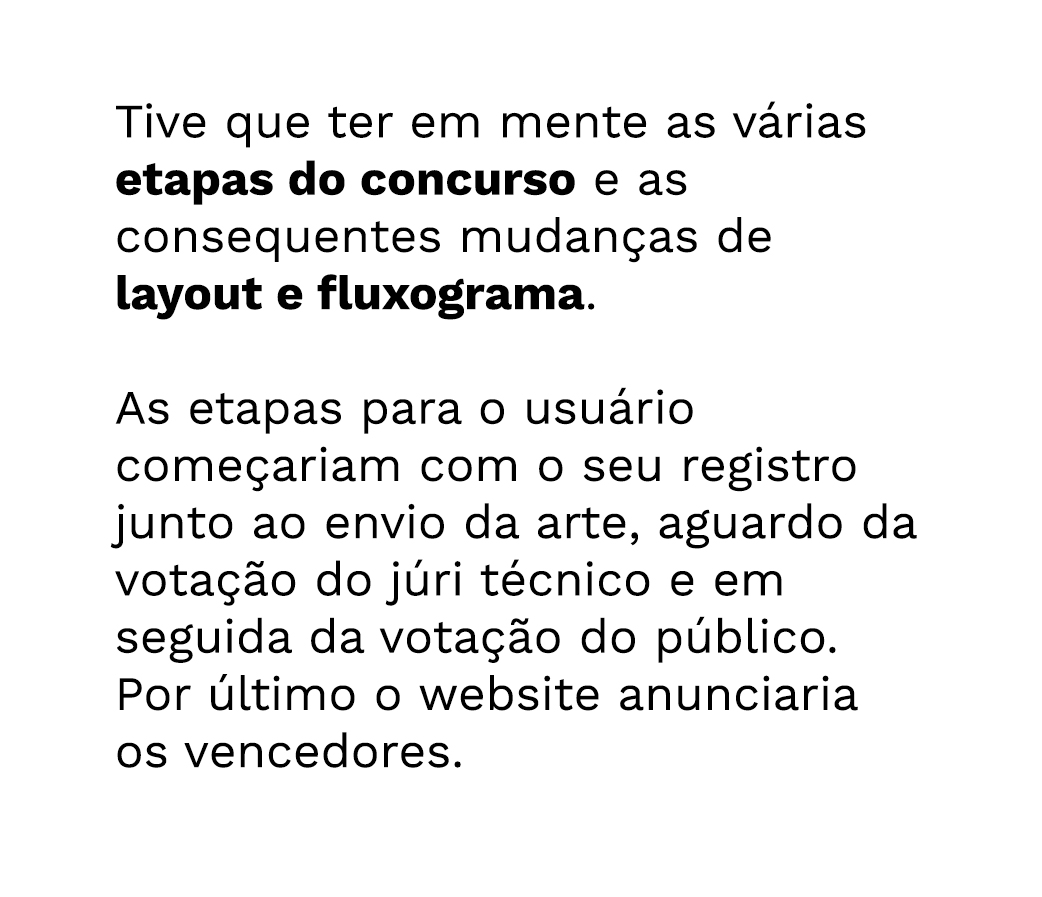 Tive que ter em mente as várias
etapas do concurso e as
consequentes mudanças de
layout e fluxograma.
As etapas para o usuário
começariam com o seu registro
junto ao envio da arte, aguardo da
votação do júri técnico e em
seguida da votação do público.
Por último o website anunciaria
os vencedores.